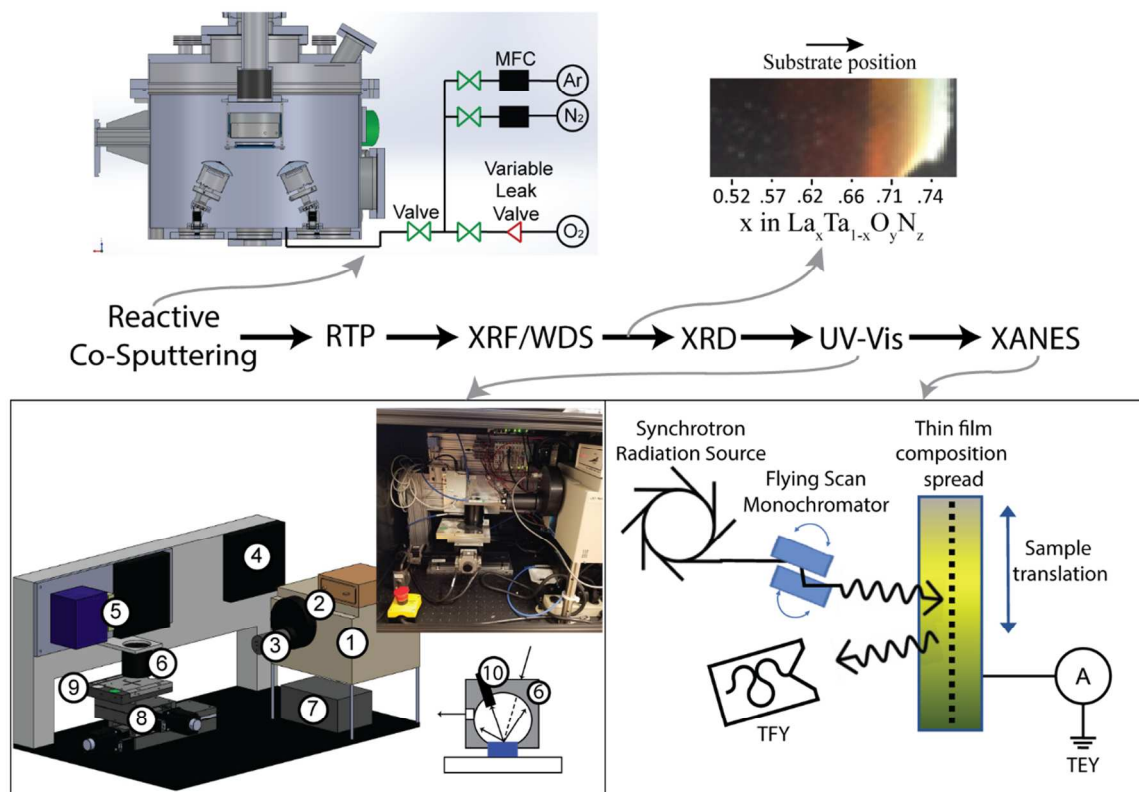 MFC
Ar
N₂
Variable
Leak
Valve
Valve
O₂
Substrate position
0.52 .57 .62 .66 .71 .74
x in LaₓTa₁₋ₓOᵧN_z
Reactive
Co-Sputtering
RTP
XRF/WDS
XRD
UV-Vis
XANES
4
5
2
3
1
6
9
8
7
10
6
Synchrotron
Radiation Source
Flying Scan
Monochromator
Thin film
composition
spread
Sample
translation
TFY
A
TEY